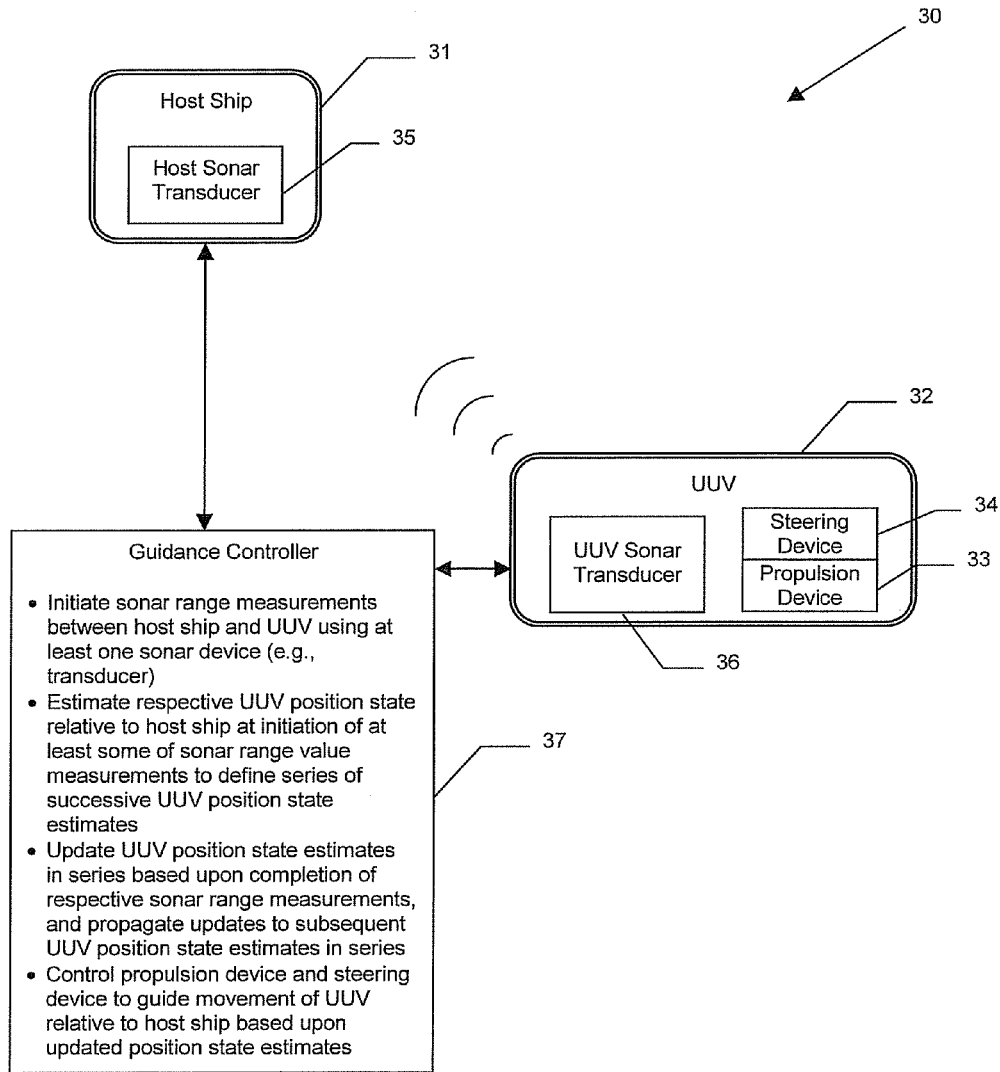 30
31
Host Ship
35
Host Sonar
Transducer
32
UUV
34
Steering
Device
UUV Sonar
Transducer
33
Propulsion
Device
36
Guidance Controller
• Initiate sonar range measurements
between host ship and UUV using at
least one sonar device (e.g.,
transducer)
• Estimate respective UUV position state
relative to host ship at initiation of at
least some of sonar range value
measurements to define series of
successive UUV position state
estimates
• Update UUV position state estimates
in series based upon completion of
respective sonar range measurements,
and propagate updates to subsequent
UUV position state estimates in series
• Control propulsion device and steering
device to guide movement of UUV
relative to host ship based upon
updated position state estimates
37